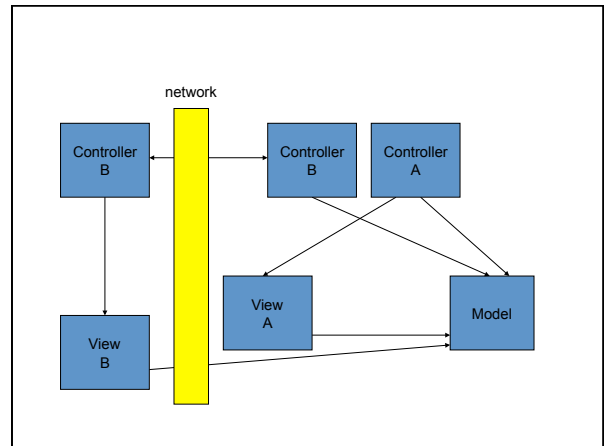 network
Controller
B
Controller
B
Controller
A
View
A
Model
View
B